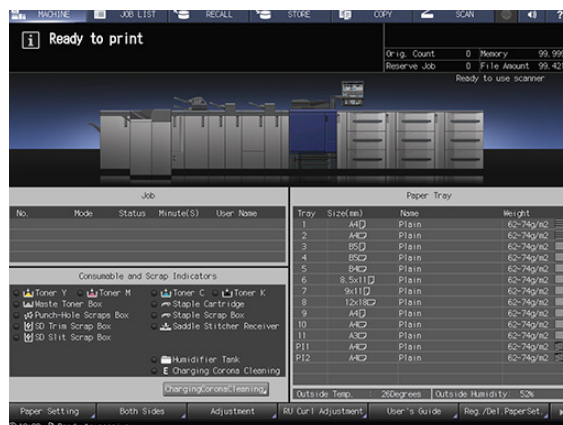 MACHINE JOB LIST RECALL STORE COPY SCAN ?
i Ready to print
Orig. Count 0 Memory 99.99
Reserve Job 0 File Amount 99.42
Ready to use scanner
Job
No. Mode Status Minute(S) User Name
Paper Tray
Tray Size(mm) Name Weight
1 A4 Plain 62-74g/m2
2 A4 Plain 62-74g/m2
3 B5 Plain 62-74g/m2
4 B5 Plain 62-74g/m2
5 B4 Plain 62-74g/m2
6 8.5x11 Plain 62-74g/m2
7 9x11 Plain 62-74g/m2
8 12x18 Plain 62-74g/m2
9 A4 Plain 62-74g/m2
10 A4 Plain 62-74g/m2
11 A3 Plain 62-74g/m2
PI1 A4 Plain 62-74g/m2
PI2 A4 Plain 62-74g/m2
Outside Temp. : 26Degrees Outside Humidity: 52%
Consumable and Scrap Indicators
Toner Y Toner M Toner C Toner K
Waste Toner Box Staple Cartridge
Punch-Hole Scraps Box Staple Scrap Box
SD Trim Scrap Box Saddle Stitcher Receiver
SD Slit Scrap Box
Humidifier Tank
E Charging Corona Cleaning
ChargingCoronaCleaning
Paper Setting Both Sides Adjustment RU Curl Adjustment User's Guide Reg./Del.PaperSet.